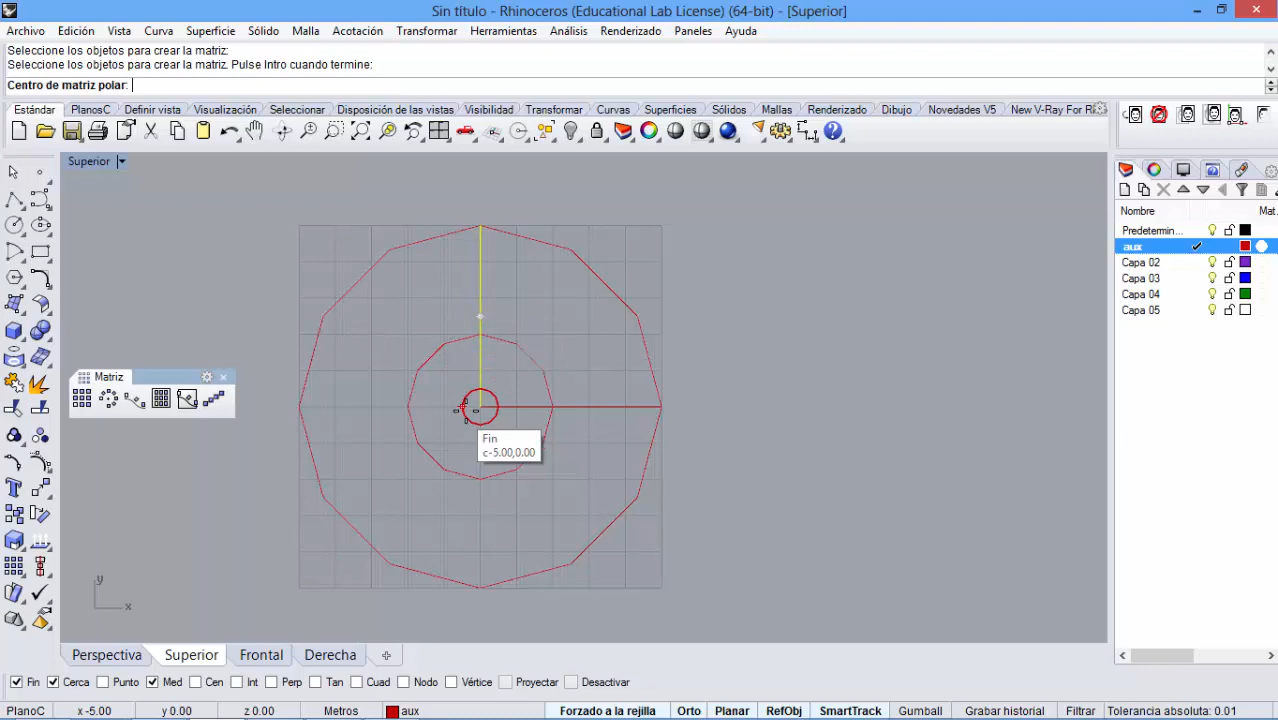 Sin título - Rhinoceros (Educational Lab License) (64-bit) - [Superior]
Archivo Edición Vista Curva Superficie Sólido Malla Acotación Transformar Herramientas Análisis Renderizado Paneles Ayuda
Seleccione los objetos para crear la matriz:
Seleccione los objetos para crear la matriz. Pulse Intro cuando termine:
Centro de matriz polar:
Estándar PlanosC Definir vista Visualización Seleccionar Disposición de las vistas Visibilidad Transformar Curvas Superficies Sólidos Mallas Renderizado Dibujo Novedades V5 New V-Ray For R
Superior
Nombre Mat
Predetermin...
aux
Capa 02
Capa 03
Capa 04
Capa 05
Matriz
Fin
c-5.00,0.00
y
x
Perspectiva Superior Frontal Derecha
Fin Cerca Punto Med Cen Int Perp Tan Cuad Nodo Vértice Proyectar Desactivar
PlanoC x -5.00 y 0.00 z 0.00 Metros aux Forzado a la rejilla Orto Planar RefObj SmartTrack Gumball Grabar historial Filtrar Tolerancia absoluta: 0.01